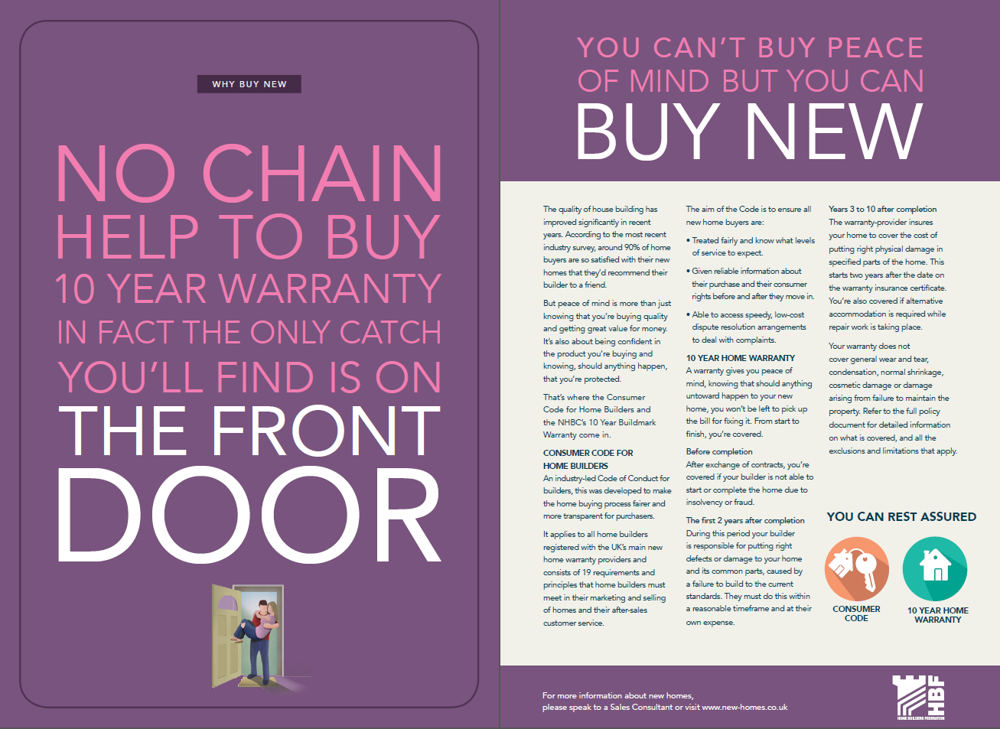 WHY BUY NEW
NO CHAIN
HELP TO BUY
10 YEAR WARRANTY
IN FACT THE ONLY CATCH
YOU'LL FIND IS ON
THE FRONT
DOOR
YOU CAN'T BUY PEACE
OF MIND BUT YOU CAN
BUY NEW
The quality of house building has
improved significantly in recent
years. According to the most recent
industry survey, around 90% of home
buyers are so satisfied with their new
homes that they'd recommend their
builder to a friend.
But peace of mind is more than just
knowing that you're buying quality
and getting great value for money.
It's also about being confident in
the product you're buying and
knowing, should anything happen,
that you're protected.
That's where the Consumer
Code for Home Builders and
the NHBC's 10 Year Buildmark
Warranty come in.
CONSUMER CODE FOR
HOME BUILDERS
An industry-led Code of Conduct for
builders, this was developed to make
the home buying process fairer and
more transparent for purchasers.
It applies to all home builders
registered with the UK's main new
home warranty providers and
consists of 19 requirements and
principles that home builders must
meet in their marketing and selling
of homes and their after-sales
customer service.
The aim of the Code is to ensure all
new home buyers are:
• Treated fairly and know what levels
of service to expect.
• Given reliable information about
their purchase and their consumer
rights before and after they move in.
• Able to access speedy, low-cost
dispute resolution arrangements
to deal with complaints.
10 YEAR HOME WARRANTY
A warranty gives you peace of
mind, knowing that should anything
untoward happen to your new
home, you won't be left to pick up
the bill for fixing it. From start to
finish, you're covered.
Before completion
After exchange of contracts, you're
covered if your builder is not able to
start or complete the home due to
insolvency or fraud.
The first 2 years after completion
During this period your builder
is responsible for putting right
defects or damage to your home
and its common parts, caused by
a failure to build to the current
standards. They must do this within
a reasonable timeframe and at their
own expense.
Years 3 to 10 after completion
The warranty-provider insures
your home to cover the cost of
putting right physical damage in
specified parts of the home. This
starts two years after the date on
the warranty insurance certificate.
You're also covered if alternative
accommodation is required while
repair work is taking place.
Your warranty does not
cover general wear and tear,
condensation, normal shrinkage,
cosmetic damage or damage
arising from failure to maintain the
property. Refer to the full policy
document for detailed information
on what is covered, and all the
exclusions and limitations that apply.
YOU CAN REST ASSURED
CONSUMER
CODE
10 YEAR HOME
WARRANTY
For more information about new homes,
please speak to a Sales Consultant or visit www.new-homes.co.uk
HBF
HOME BUILDERS FEDERATION